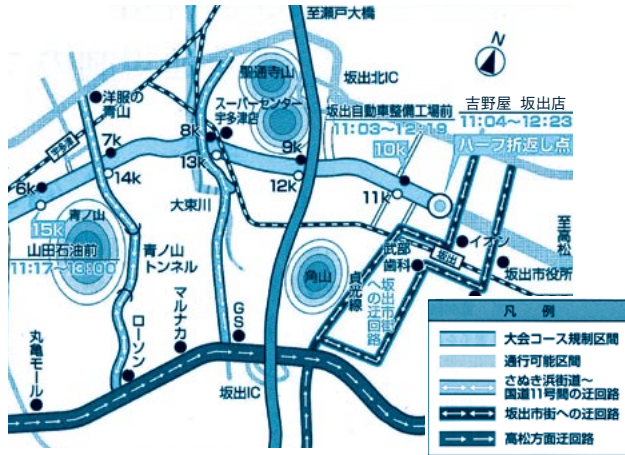 至瀬戸大橋
N
聖通寺山
坂出北IC
洋服の
青山
スーパーセンター
宇多津店
坂出自動車整備工場前
11:03〜12:19
吉野屋 坂出店
11:04〜12:23
ハーフ折返し点
宇多津
6k
7k
8k
9k
10k
11k
12k
13k
14k
15k
大束川
青ノ山
山田石油前
11:17〜13:00
青ノ山
トンネル
角山
貞光線
坂出市街
への迂回路
武部
歯科
坂出
イオン
坂出市役所
至高松
丸亀モール
ローソン
マルナカ
GS
坂出IC
凡例
大会コース規制区間
通行可能区間
さぬき浜街道〜
国道11号間の迂回路
坂出市街への迂回路
高松方面迂回路